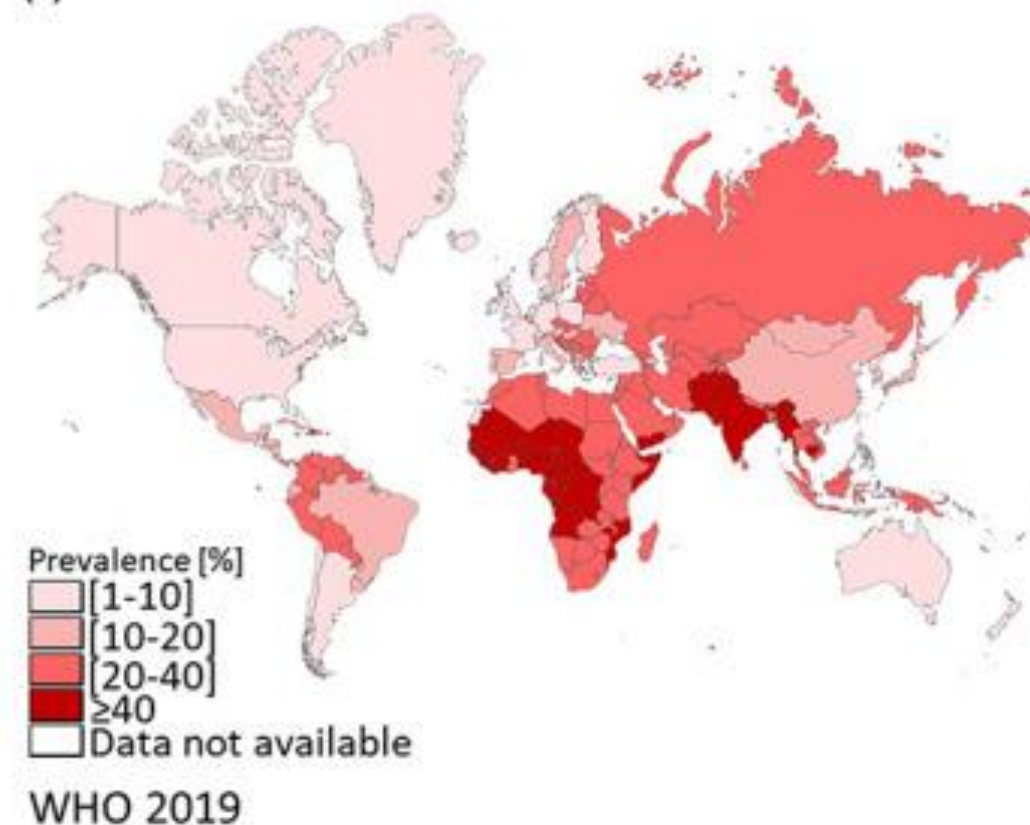 Prevalence [%]
[1-10]
[10-20]
[20-40]
≥40
Data not available
WHO 2019